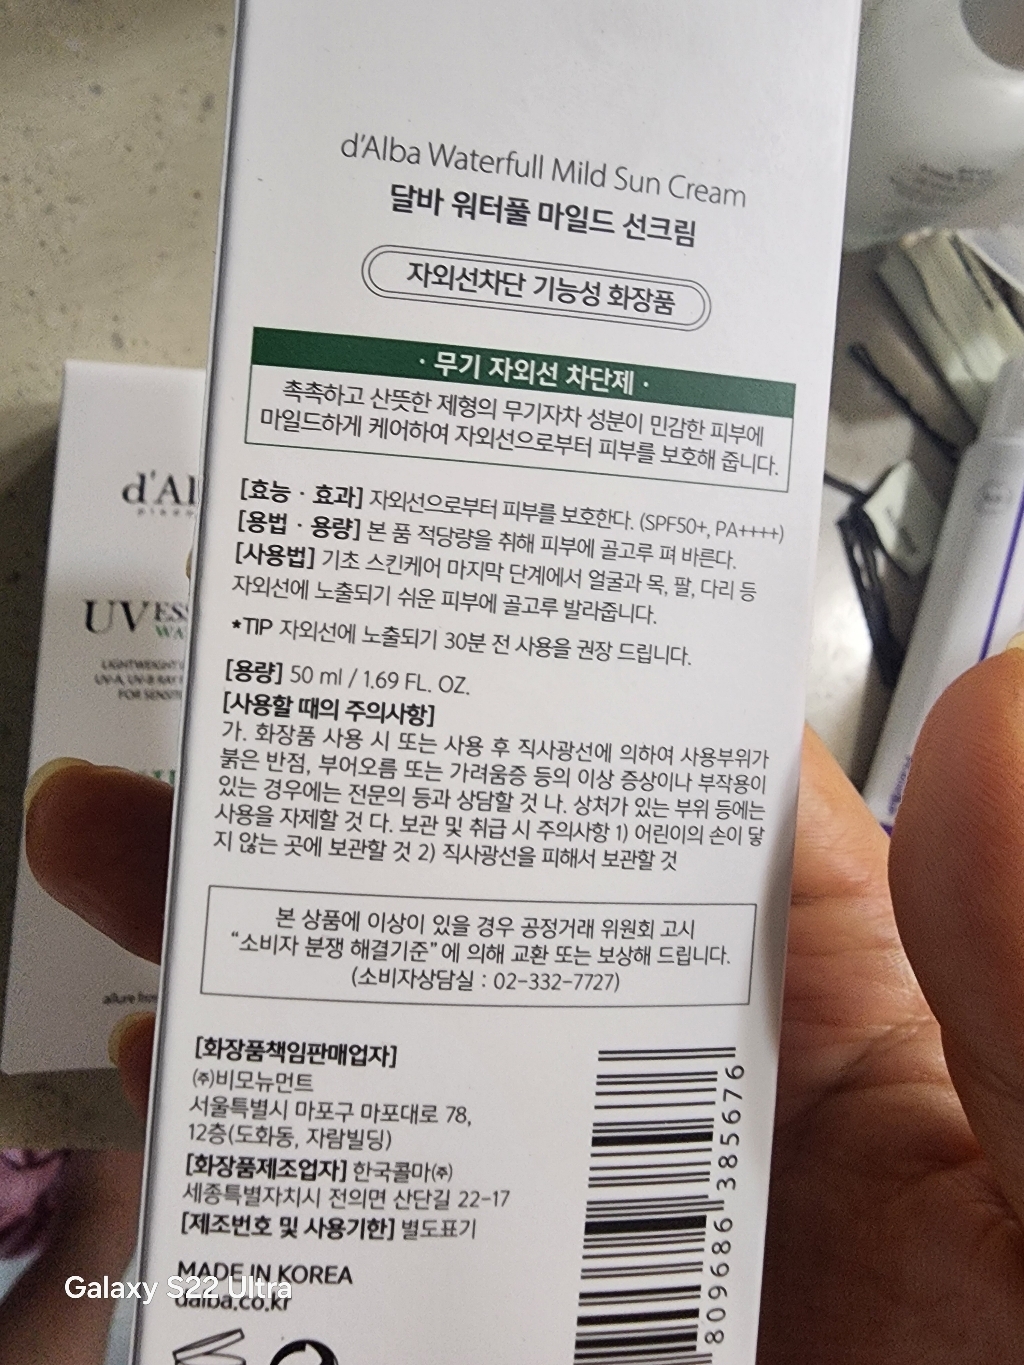 d'Alba Waterfull Mild Sun Cream
달바 워터풀 마일드 선크림
자외선차단 기능성 화장품
· 무기 자외선 차단제 ·
촉촉하고 산뜻한 제형의 무기자차 성분이 민감한 피부에
마일드하게 케어하여 자외선으로부터 피부를 보호해 줍니다.
[효능 · 효과] 자외선으로부터 피부를 보호한다. (SPF50+, PA++++)
[용법 · 용량] 본 품 적당량을 취해 피부에 골고루 펴 바른다.
[사용법] 기초 스킨케어 마지막 단계에서 얼굴과 목, 팔, 다리 등
자외선에 노출되기 쉬운 피부에 골고루 발라줍니다.
*TIP 자외선에 노출되기 30분 전 사용을 권장 드립니다.
[용량] 50 ml / 1.69 FL. OZ.
[사용할 때의 주의사항]
가. 화장품 사용 시 또는 사용 후 직사광선에 의하여 사용부위가
붉은 반점, 부어오름 또는 가려움증 등의 이상 증상이나 부작용이
있는 경우에는 전문의 등과 상담할 것 나. 상처가 있는 부위 등에는
사용을 자제할 것 다. 보관 및 취급 시 주의사항 1) 어린이의 손이 닿
지 않는 곳에 보관할 것 2) 직사광선을 피해서 보관할 것
본 상품에 이상이 있을 경우 공정거래 위원회 고시
“소비자 분쟁 해결기준”에 의해 교환 또는 보상해 드립니다.
(소비자상담실 : 02-332-7727)
[화장품책임판매업자]
㈜비모뉴먼트
서울특별시 마포구 마포대로 78,
12층(도화동, 자람빌딩)
[화장품제조업자] 한국콜마㈜
세종특별자치시 전의면 산단길 22-17
[제조번호 및 사용기한] 별도표기
MADE IN KOREA
dalba.co.kr
809686 385676
d'Al
UV ESS
WA
LIGHTWEIGHT
UV-A, UV-B RAY
FOR SENSI
allure
Galaxy S22 Ultra